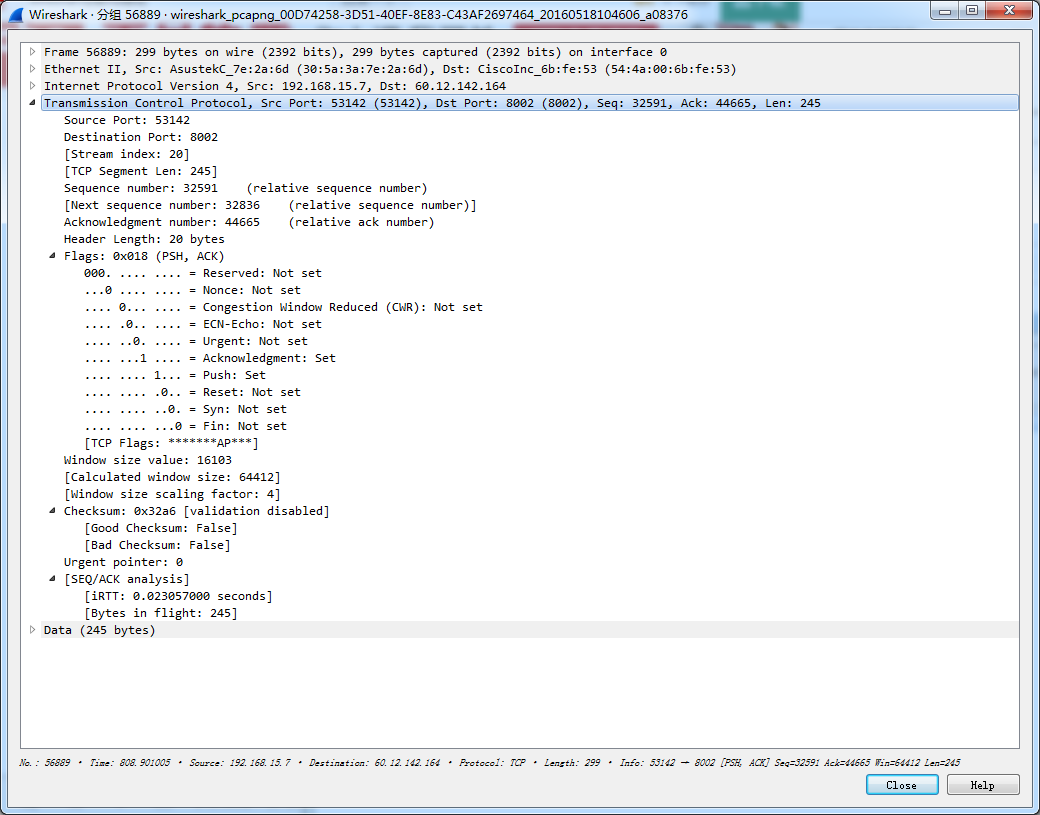 Wireshark · 分组 56889 · wireshark_pcapng_00D74258-3D51-40EF-8E83-C43AF2697464_20160518104606_a08376
Frame 56889: 299 bytes on wire (2392 bits), 299 bytes captured (2392 bits) on interface 0
Ethernet II, Src: AsustekC_7e:2a:6d (30:5a:3a:7e:2a:6d), Dst: CiscoInc_6b:fe:53 (54:4a:00:6b:fe:53)
Internet Protocol Version 4, Src: 192.168.15.7, Dst: 60.12.142.164
Transmission Control Protocol, Src Port: 53142 (53142), Dst Port: 8002 (8002), Seq: 32591, Ack: 44665, Len: 245
Source Port: 53142
Destination Port: 8002
[Stream index: 20]
[TCP Segment Len: 245]
Sequence number: 32591    (relative sequence number)
[Next sequence number: 32836    (relative sequence number)]
Acknowledgment number: 44665    (relative ack number)
Header Length: 20 bytes
Flags: 0x018 (PSH, ACK)
000. .... .... = Reserved: Not set
...0 .... .... = Nonce: Not set
.... 0... .... = Congestion Window Reduced (CWR): Not set
.... .0.. .... = ECN-Echo: Not set
.... ..0. .... = Urgent: Not set
.... ...1 .... = Acknowledgment: Set
.... .... 1... = Push: Set
.... .... .0.. = Reset: Not set
.... .... ..0. = Syn: Not set
.... .... ...0 = Fin: Not set
[TCP Flags: *******AP***]
Window size value: 16103
[Calculated window size: 64412]
[Window size scaling factor: 4]
Checksum: 0x32a6 [validation disabled]
[Good Checksum: False]
[Bad Checksum: False]
Urgent pointer: 0
[SEQ/ACK analysis]
[iRTT: 0.023057000 seconds]
[Bytes in flight: 245]
Data (245 bytes)
No.: 56889 · Time: 808.901005 · Source: 192.168.15.7 · Destination: 60.12.142.164 · Protocol: TCP · Length: 299 · Info: 53142 → 8002 [PSH, ACK] Seq=32591 Ack=44665 Win=64412 Len=245
Close Help